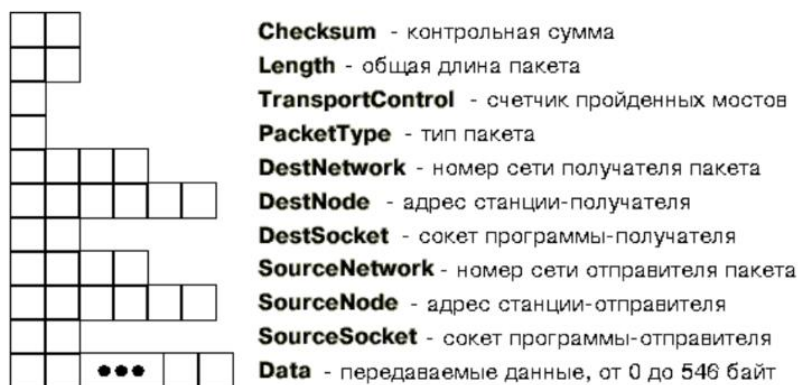 Checksum - контрольная сумма
Length - общая длина пакета
TransportControl - счетчик пройденных мостов
PacketType - тип пакета
DestNetwork - номер сети получателя пакета
DestNode - адрес станции-получателя
DestSocket - сокет программы-получателя
SourceNetwork - номер сети отправителя пакета
SourceNode - адрес станции-отправителя
SourceSocket - сокет программы-отправителя
Data - передаваемые данные, от 0 до 546 байт